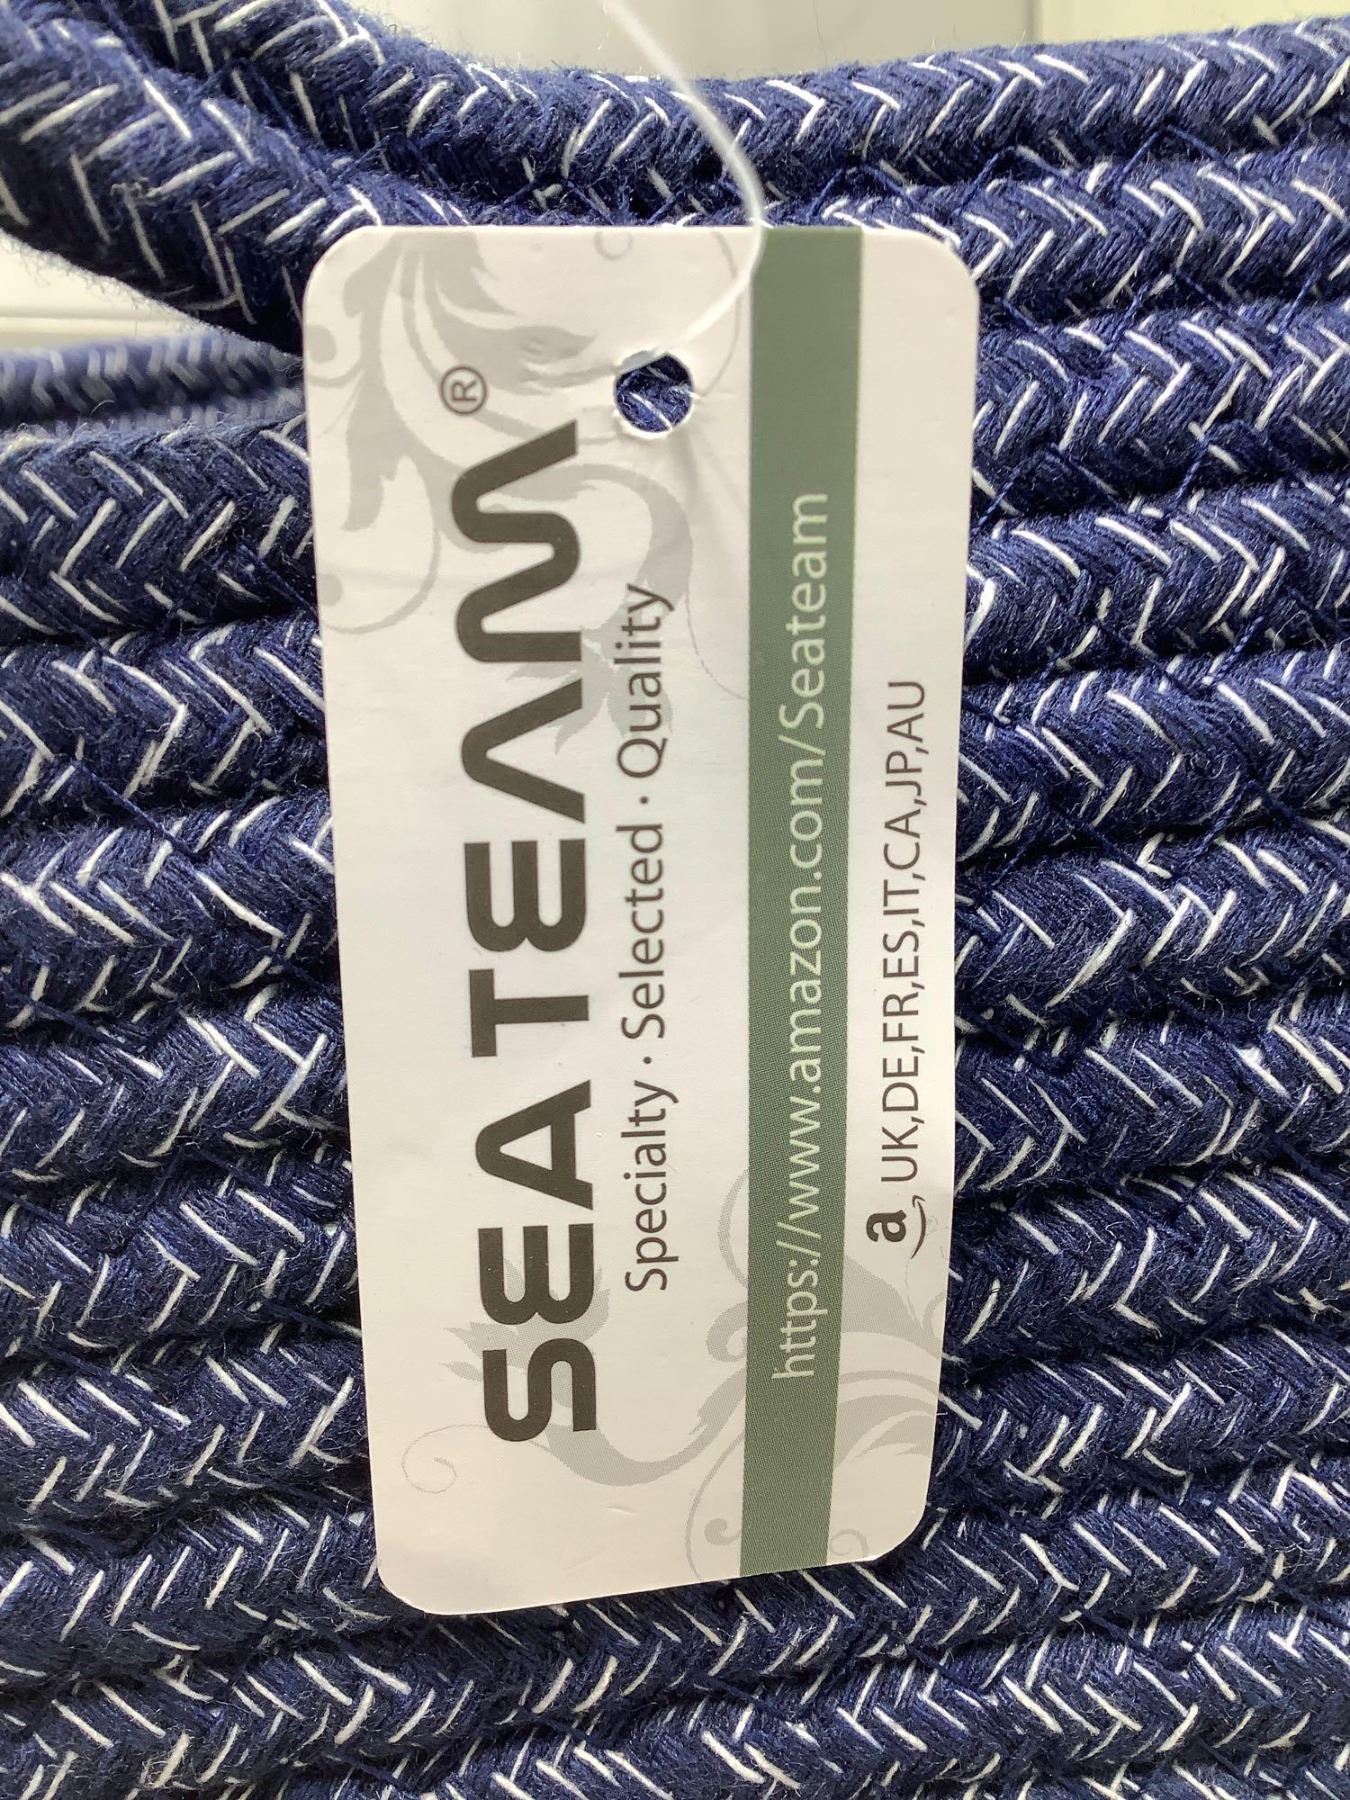 SEA TEAM®
Specialty · Selected · Quality
https://www.amazon.com/Seateam
a UK,DE,FR,ES,IT,CA,JP,AU